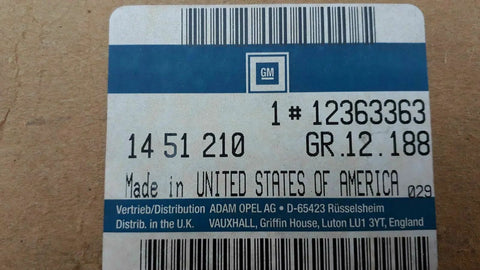 GM
1 # 12363363
14 51 210 GR.12.188
Made in UNITED STATES OF AMERICA 029
Vertrieb/Distribution ADAM OPEL AG • D-65423 Rüsselsheim
Distrib. in the U.K. VAUXHALL, Griffin House, Luton LU1 3YT, England